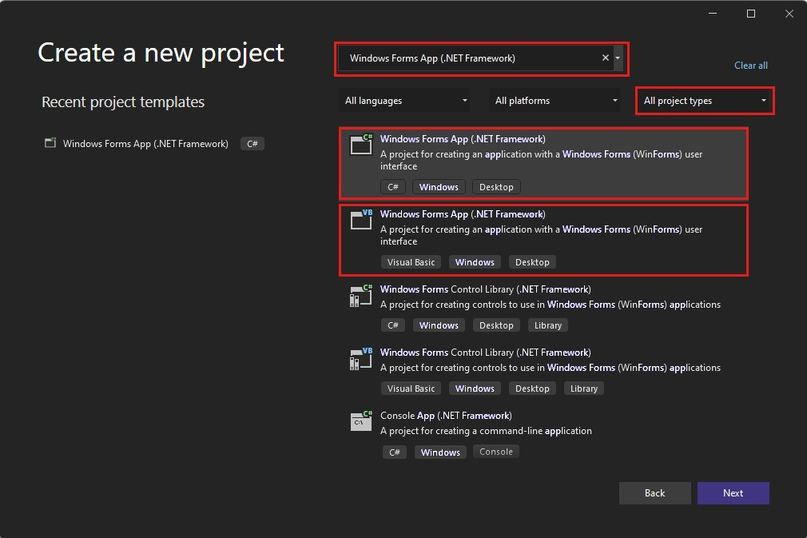 Create a new project
Windows Forms App (.NET Framework)
Clear all
Recent project templates
All languages
All platforms
All project types
Windows Forms App (.NET Framework)
C#
C#
Windows Forms App (.NET Framework)
A project for creating an application with a Windows Forms (WinForms) user
interface
C#
Windows
Desktop
VB
Windows Forms App (.NET Framework)
A project for creating an application with a Windows Forms (WinForms) user
interface
Visual Basic
Windows
Desktop
C#
Windows Forms Control Library (.NET Framework)
A project for creating controls to use in Windows Forms (WinForms) applications
C#
Windows
Desktop
Library
VB
Windows Forms Control Library (.NET Framework)
A project for creating controls to use in Windows Forms (WinForms) applications
Visual Basic
Windows
Desktop
Library
C#
Console App (.NET Framework)
A project for creating a command-line application
C#
Windows
Console
Back
Next